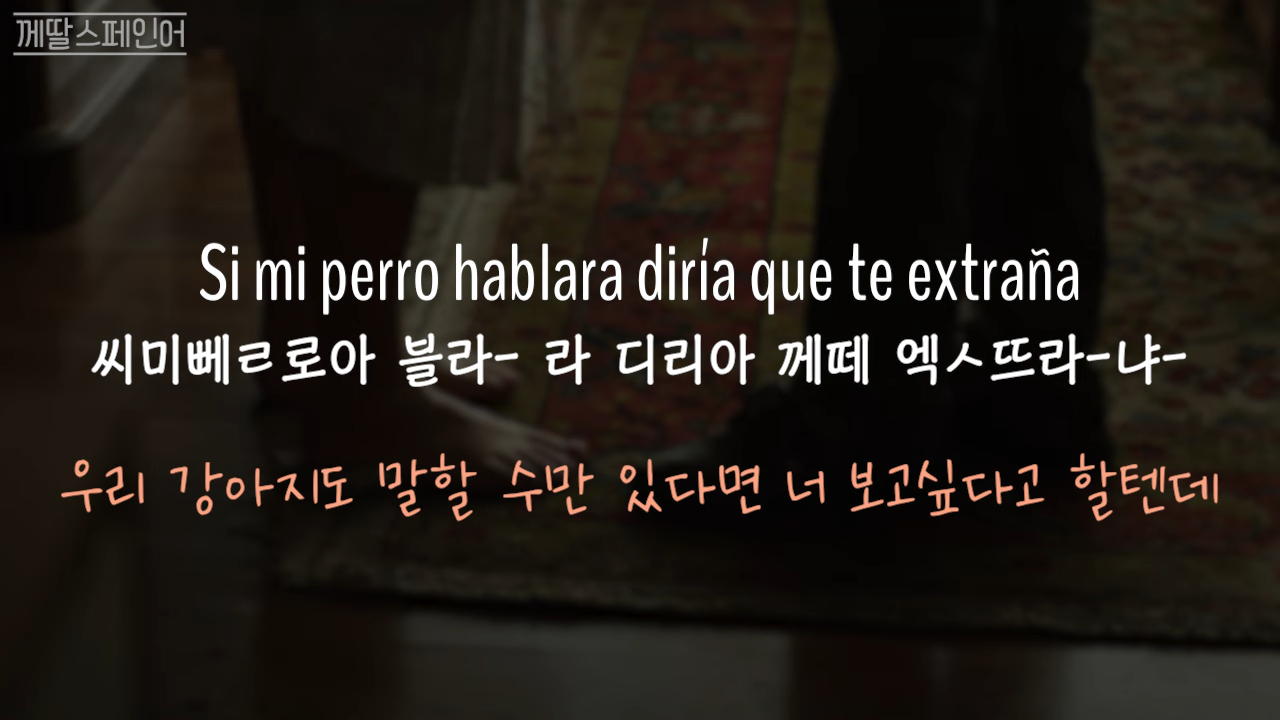 께딸스페인어
Si mi perro hablara diría que te extraña
씨미뻬ㄹ로아 블라- 라 디리아 께떼 엑ㅅ뜨라-냐-
우리 강아지도 말할 수만 있다면 너 보고싶다고 할텐데